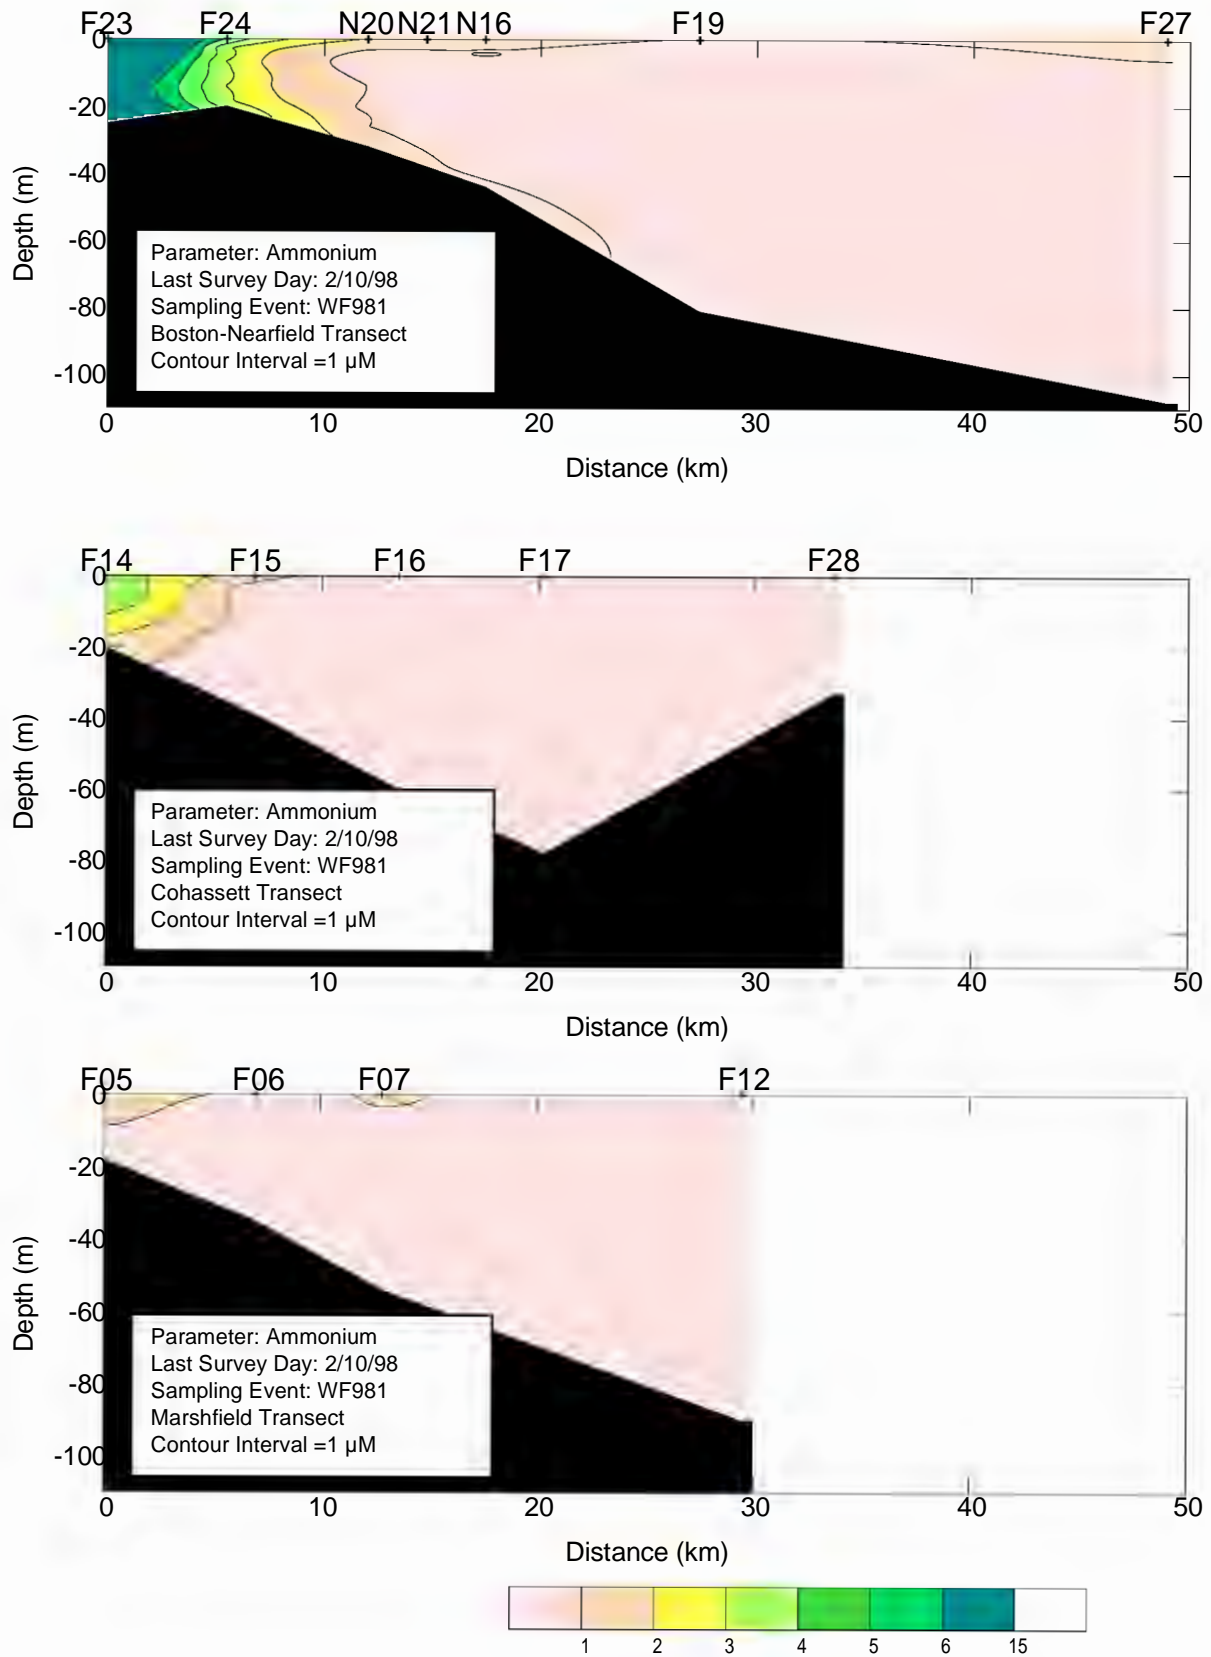 F23 F24 N20 N21 N16 F19 F27
0
-20
-40
-60
-80
-100
Depth (m)
Parameter: Ammonium
Last Survey Day: 2/10/98
Sampling Event: WF981
Boston-Nearfield Transect
Contour Interval =1 µM
0 10 20 30 40 50
Distance (km)
F14 F15 F16 F17 F28
0
-20
-40
-60
-80
-100
Depth (m)
Parameter: Ammonium
Last Survey Day: 2/10/98
Sampling Event: WF981
Cohassett Transect
Contour Interval =1 µM
0 10 20 30 40 50
Distance (km)
F05 F06 F07 F12
0
-20
-40
-60
-80
-100
Depth (m)
Parameter: Ammonium
Last Survey Day: 2/10/98
Sampling Event: WF981
Marshfield Transect
Contour Interval =1 µM
0 10 20 30 40 50
Distance (km)
1 2 3 4 5 6 15